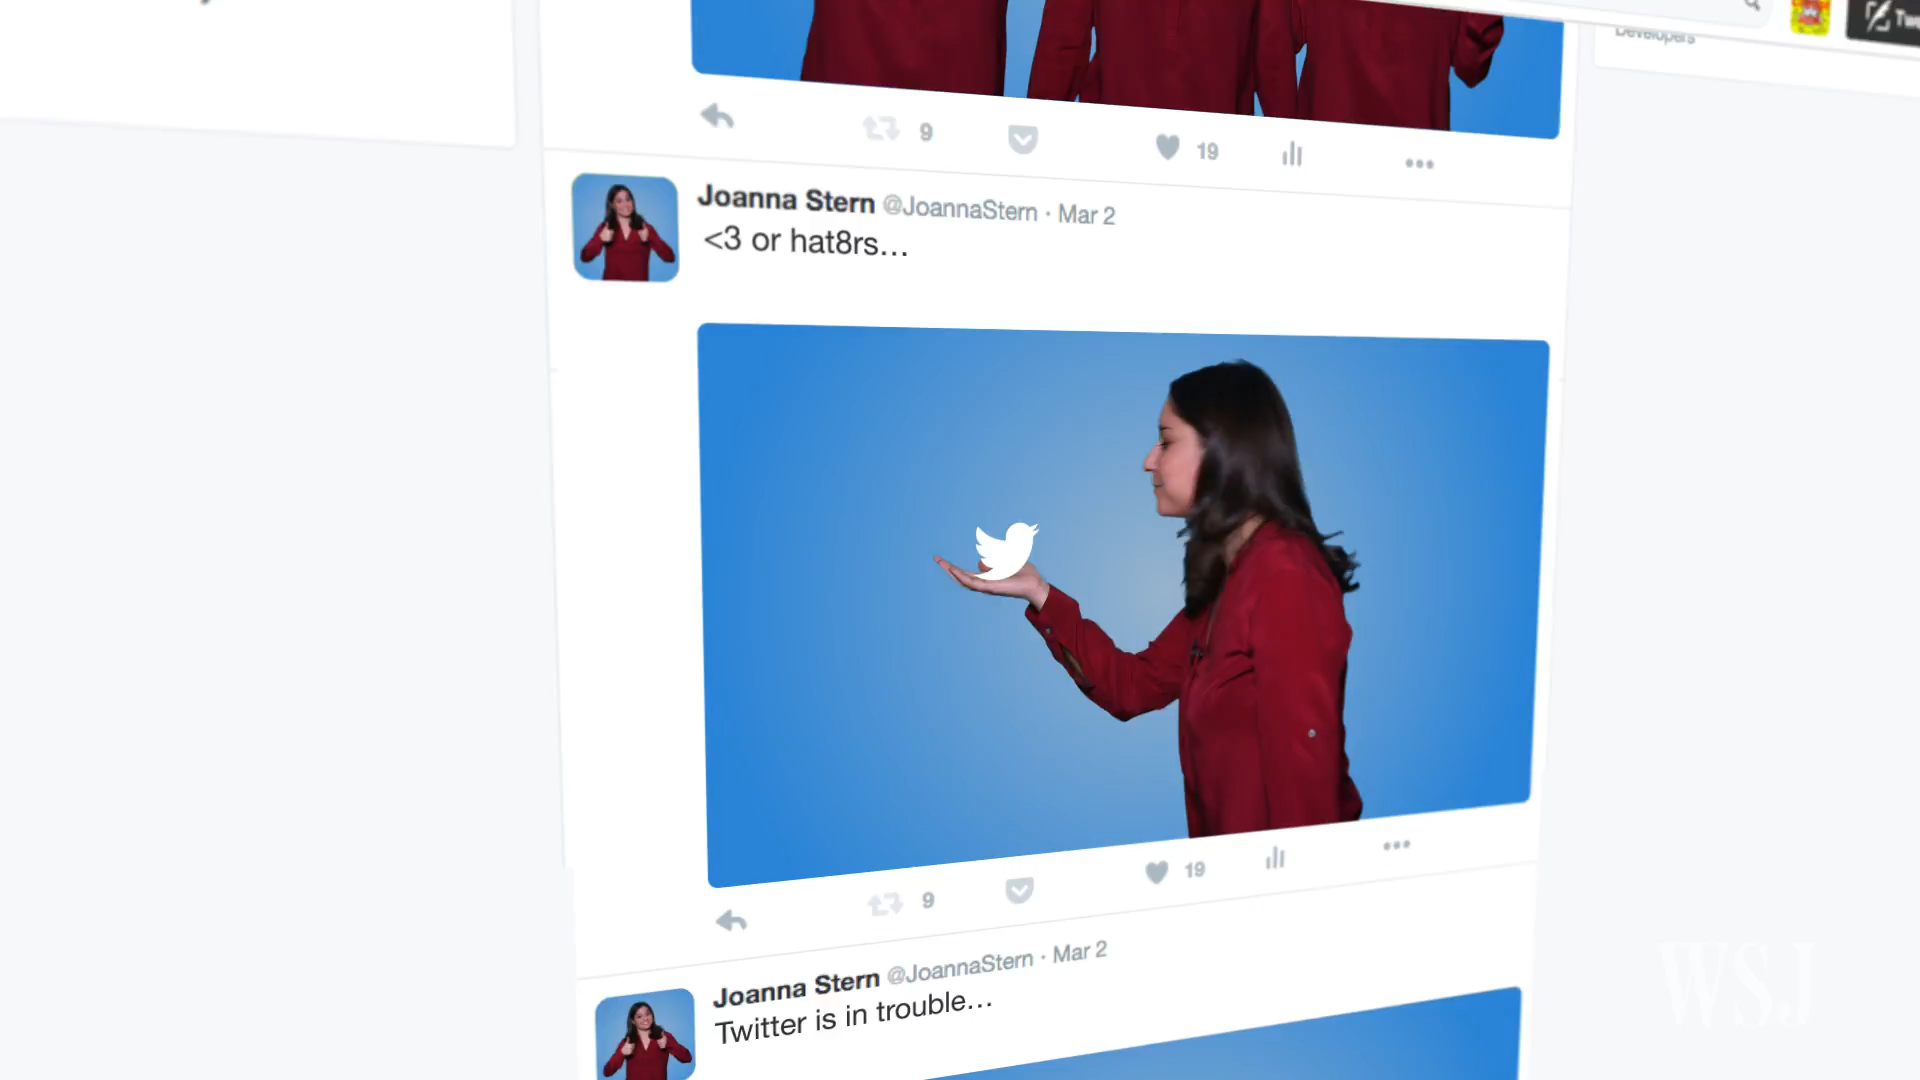 Developers
9
19
Joanna Stern @JoannaStern · Mar 2
<3 or hat8rs...
9
19
Joanna Stern @JoannaStern · Mar 2
Twitter is in trouble...
WSJ